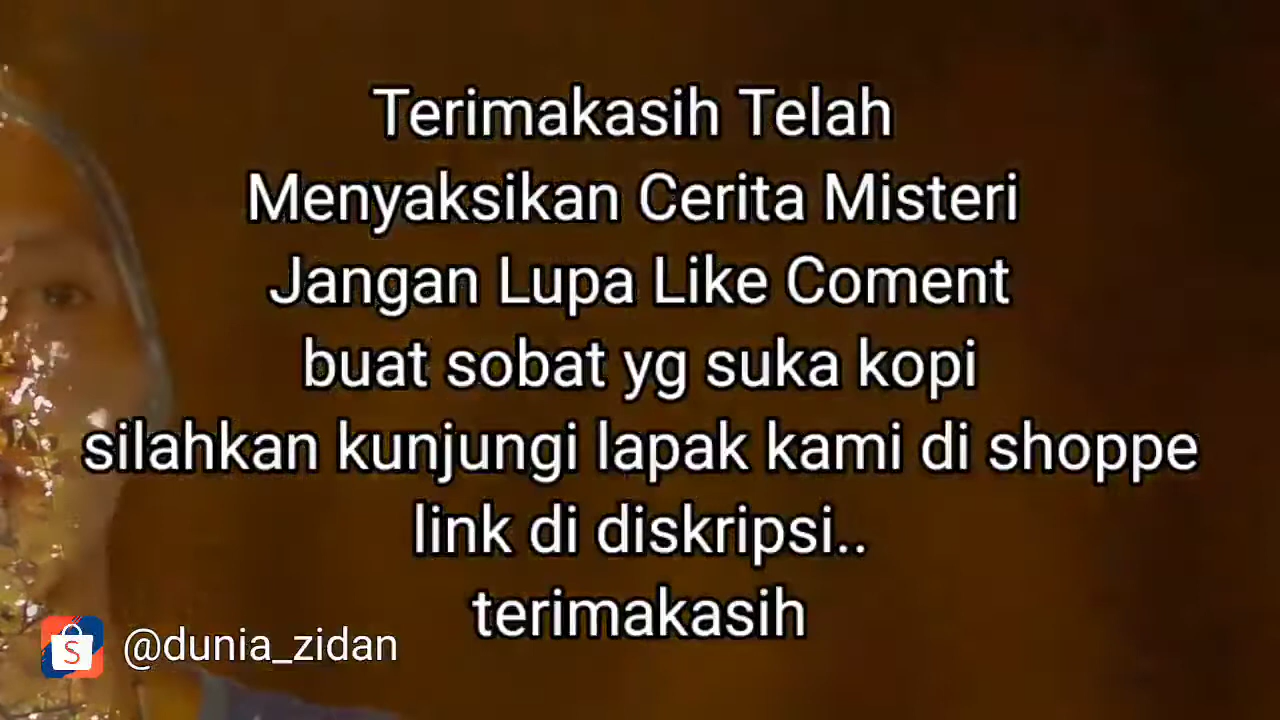 Terimakasih Telah
Menyaksikan Cerita Misteri
Jangan Lupa Like Coment
buat sobat yg suka kopi
silahkan kunjungi lapak kami di shoppe
link di diskripsi..
terimakasih
S
@dunia_zidan